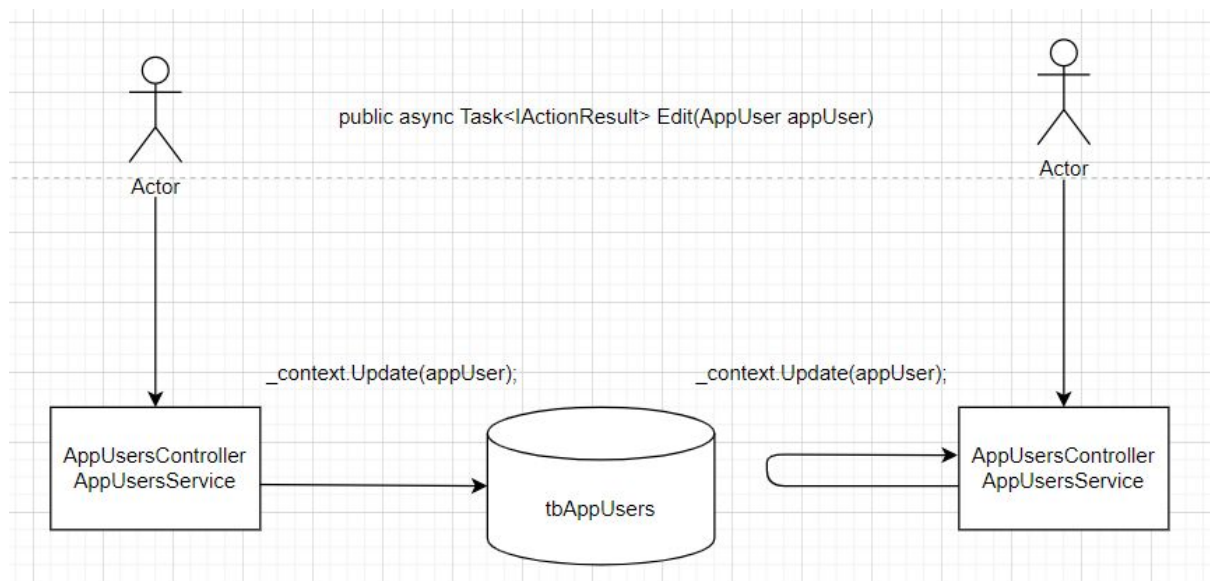 public async Task<IActionResult> Edit(AppUser appUser)
Actor
Actor
_context.Update(appUser);
_context.Update(appUser);
AppUsersController
AppUsersService
tbAppUsers
AppUsersController
AppUsersService